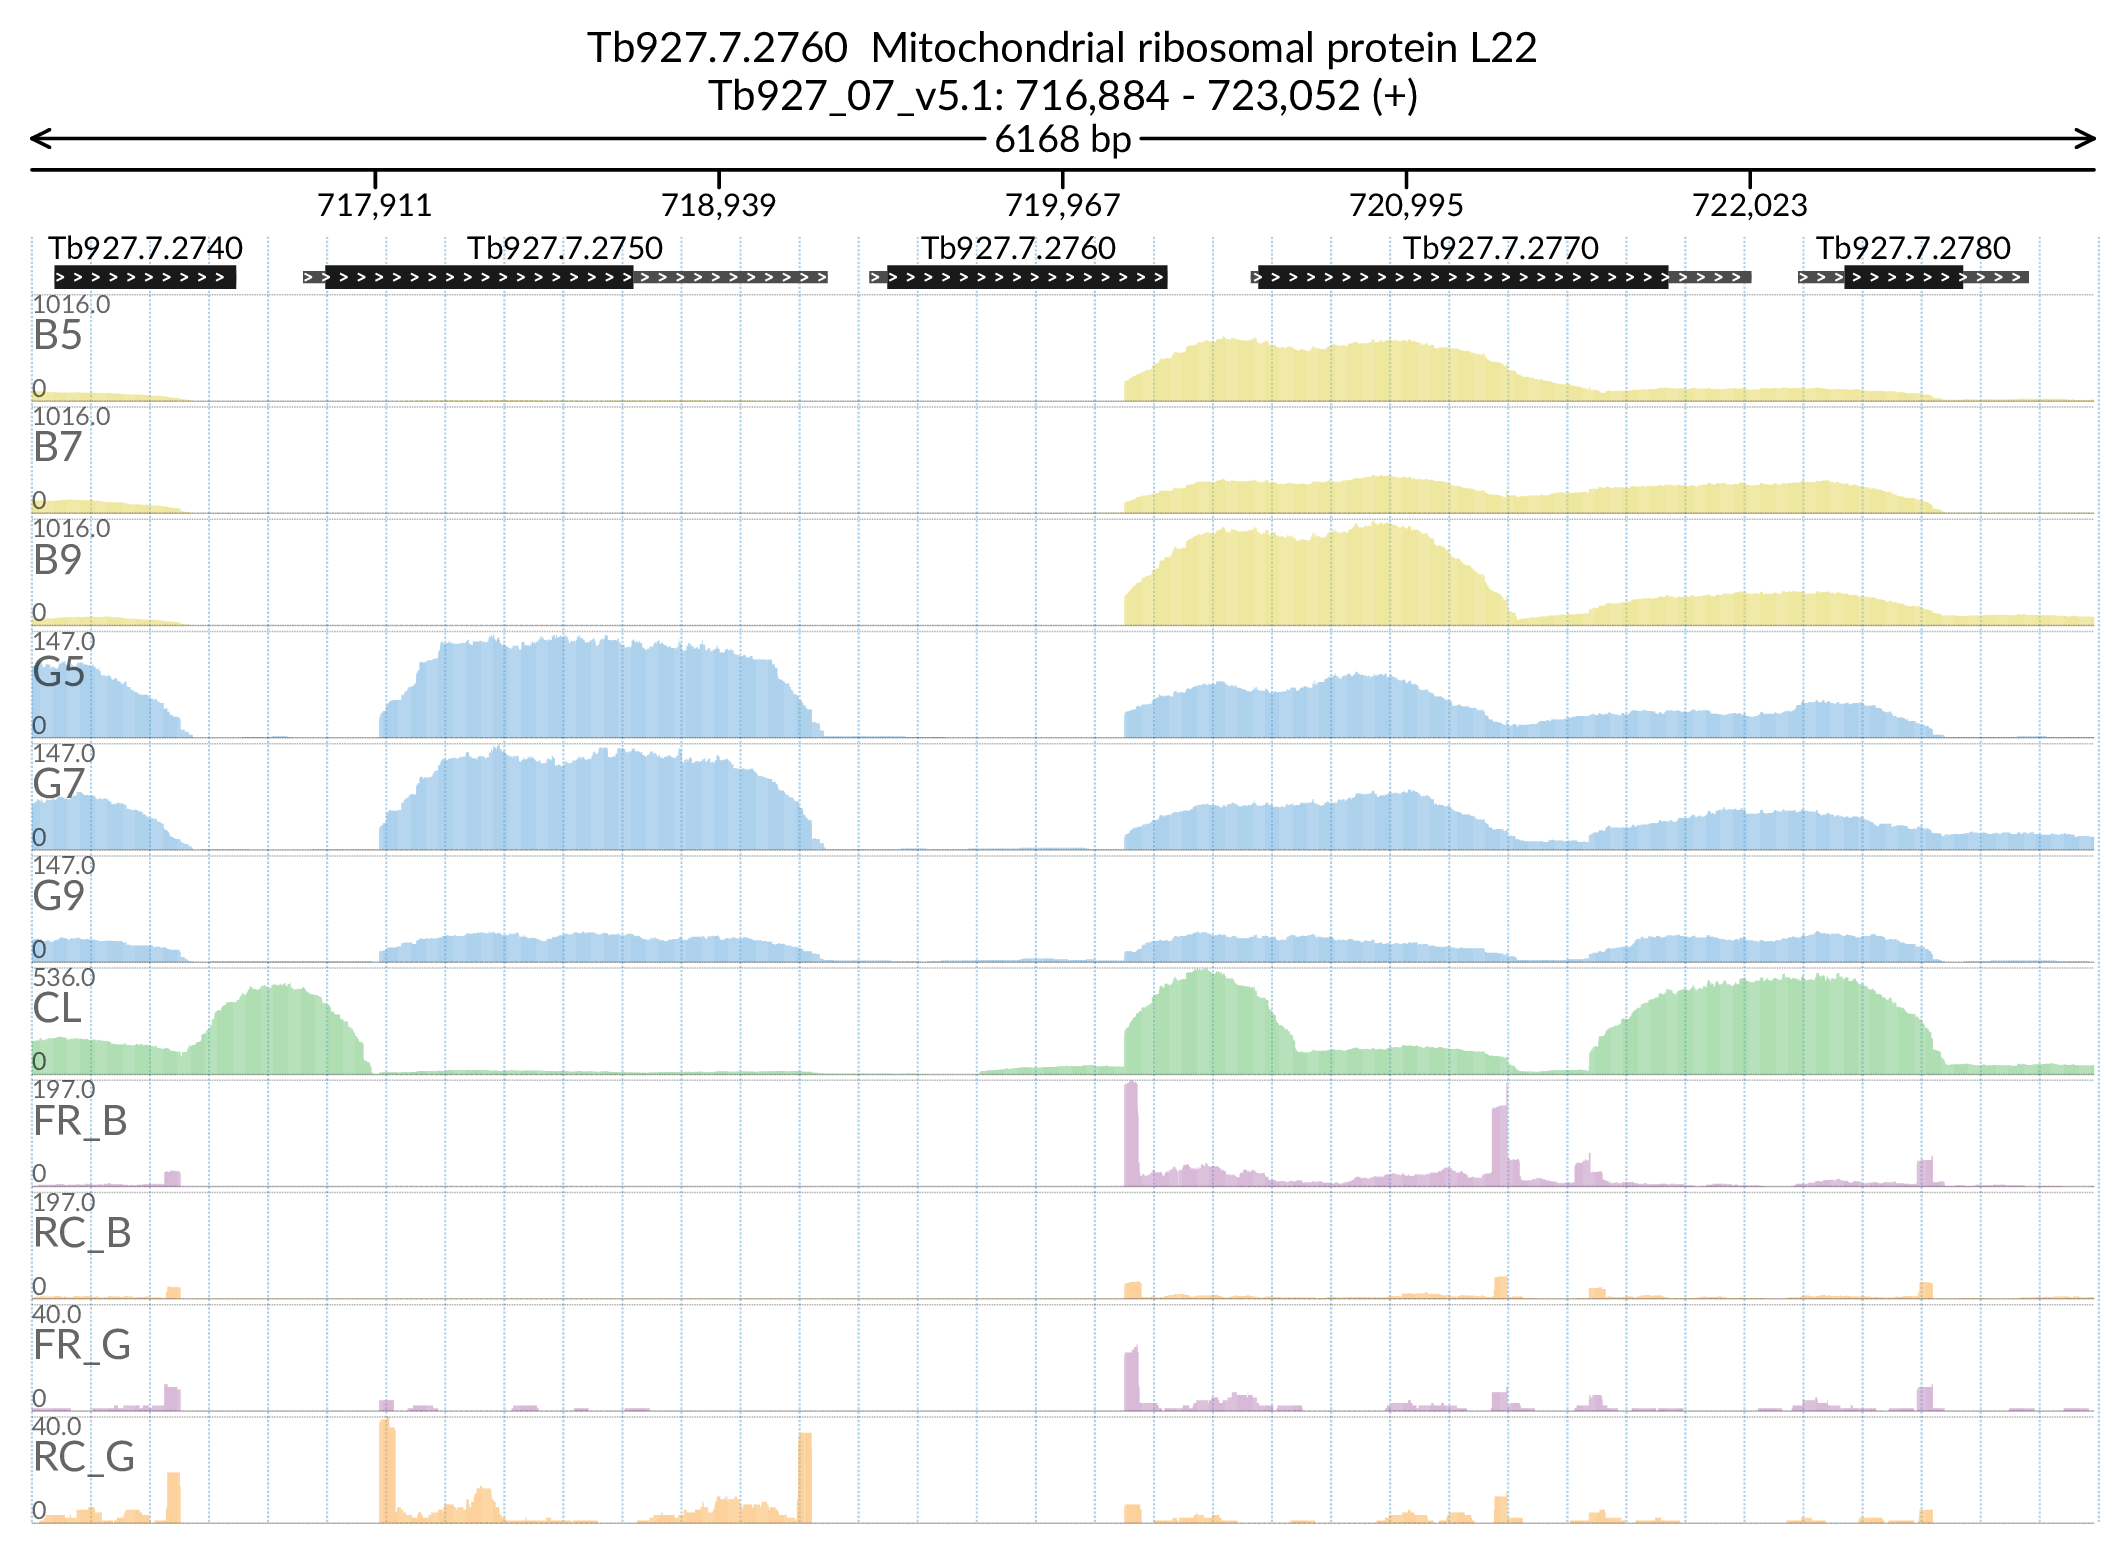 Tb927.7.2760 Mitochondrial ribosomal protein L22
Tb927_07_v5.1: 716,884 - 723,052 (+)
6168 bp
717,911 718,939 719,967 720,995 722,023
Tb927.7.2740 Tb927.7.2750 Tb927.7.2760 Tb927.7.2770 Tb927.7.2780
1016.0
B5
0
1016.0
B7
0
1016.0
B9
0
147.0
G5
0
147.0
G7
0
147.0
G9
0
536.0
CL
0
197.0
FR_B
0
197.0
RC_B
0
40.0
FR_G
0
40.0
RC_G
0